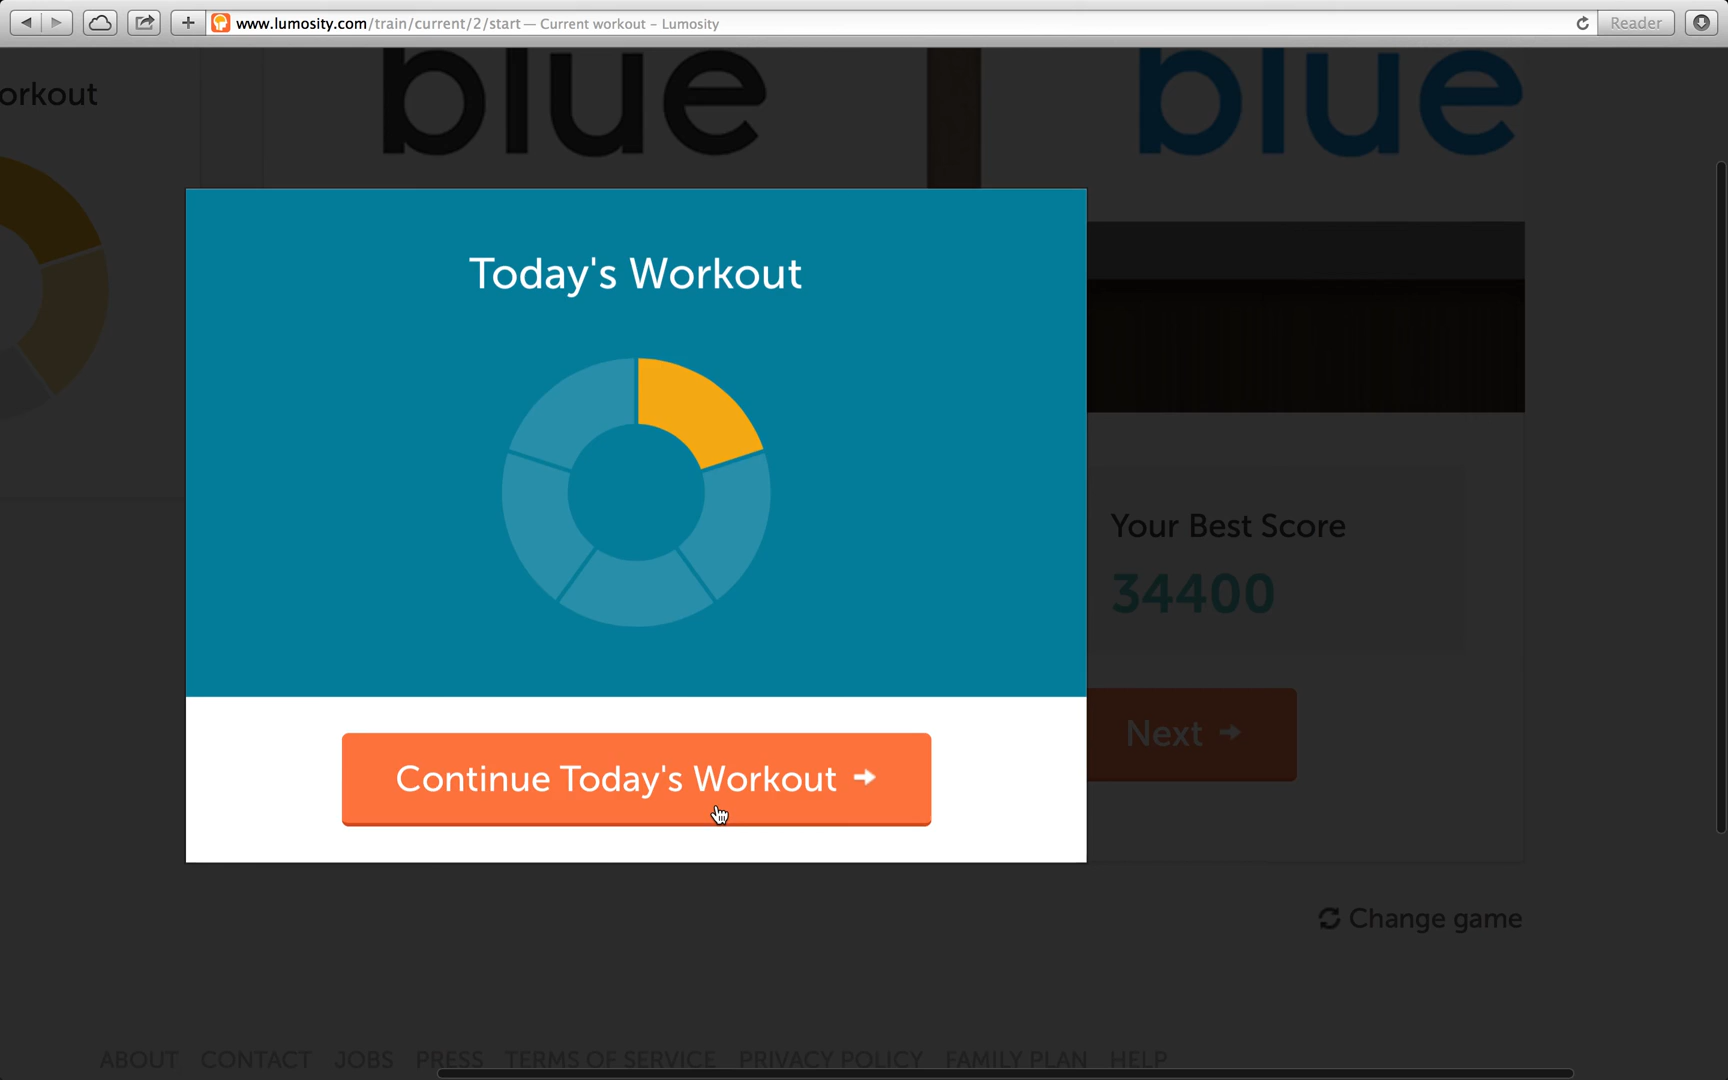 www.lumosity.com/train/current/2/start — Current workout – Lumosity
Reader
orkout
blue
blue
Today's Workout
Your Best Score
34400
Continue Today's Workout
Next
Change game
ABOUT CONTACT JOBS PRESS TERMS OF SERVICE PRIVACY POLICY FAMILY PLAN HELP